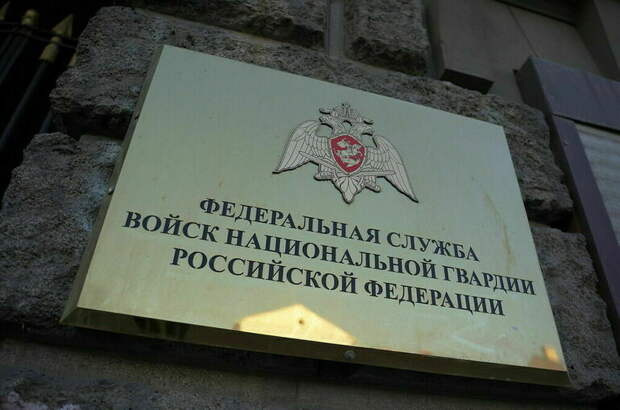 ФЕДЕРАЛЬНАЯ СЛУЖБА
ВОЙСК НАЦИОНАЛЬНОЙ ГВАРДИИ
РОССИЙСКОЙ ФЕДЕРАЦИИ